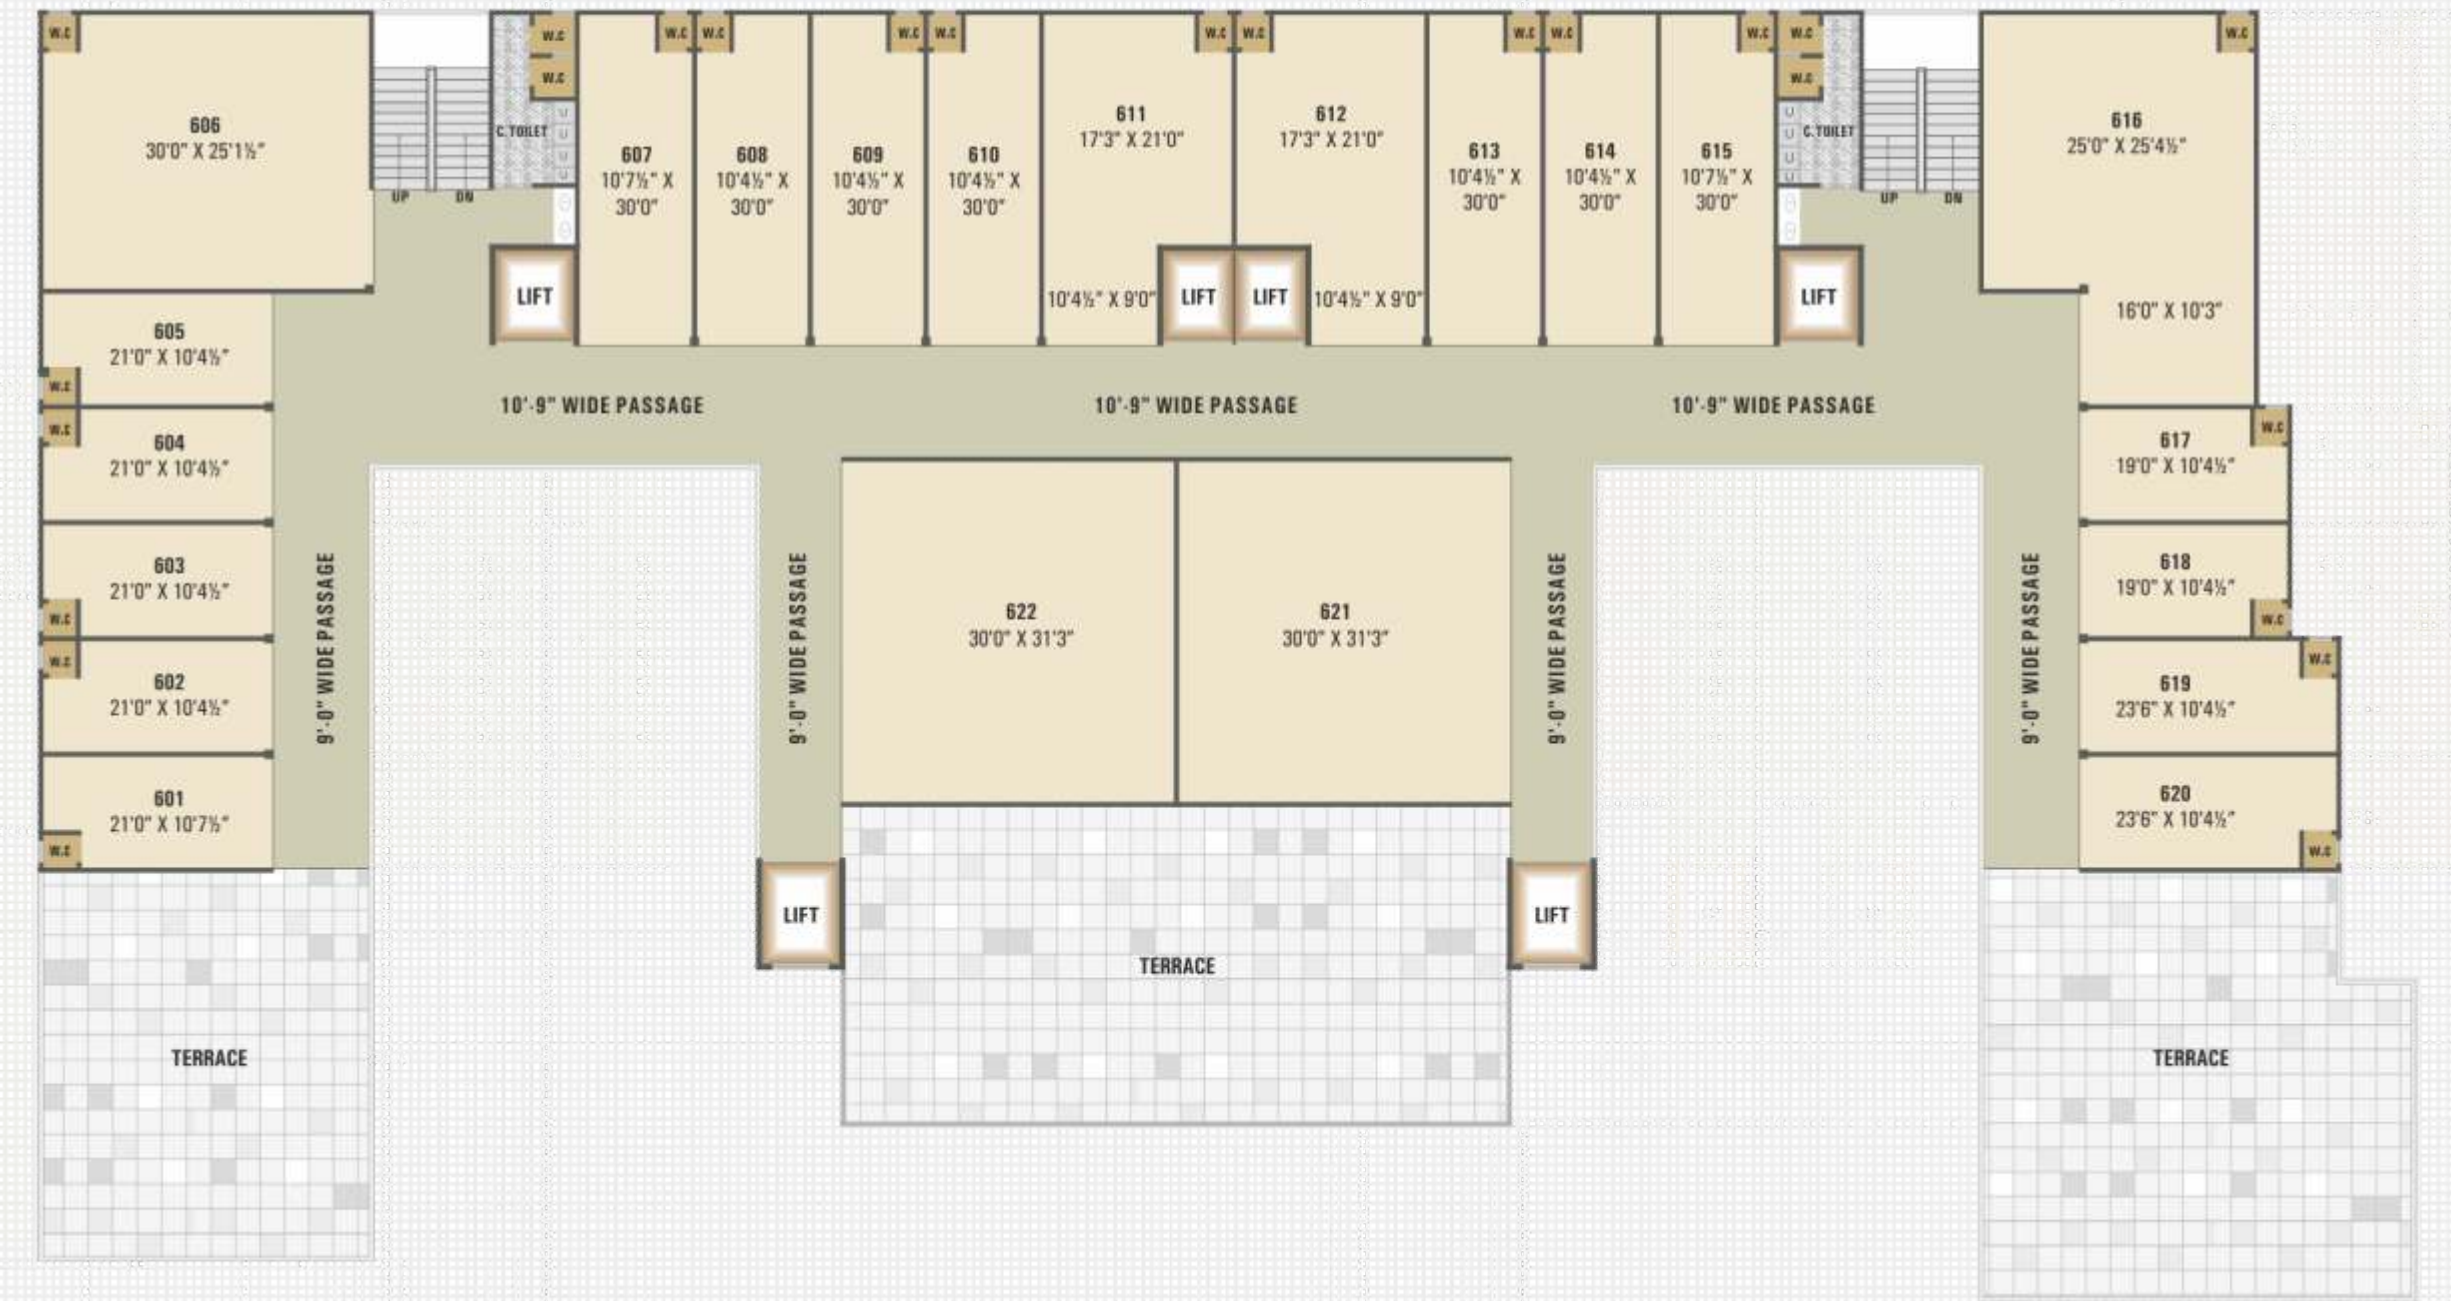 W.C
606
30'0" X 25'1½"
UP
DN
C.TOILET
W.C
W.C
607
10'7½" X
30'0"
W.C
608
10'4½" X
30'0"
W.C
609
10'4½" X
30'0"
W.C
610
10'4½" X
30'0"
W.C
611
17'3" X 21'0"
10'4½" X 9'0"
W.C
612
17'3" X 21'0"
10'4½" X 9'0"
W.C
613
10'4½" X
30'0"
W.C
614
10'4½" X
30'0"
W.C
615
10'7½" X
30'0"
W.C
W.C
W.C
C.TOILET
UP
DN
616
25'0" X 25'4½"
16'0" X 10'3"
W.C
LIFT
LIFT
LIFT
LIFT
605
21'0" X 10'4½"
W.C
10'-9" WIDE PASSAGE
10'-9" WIDE PASSAGE
10'-9" WIDE PASSAGE
W.C
604
21'0" X 10'4½"
617
19'0" X 10'4½"
W.C
603
21'0" X 10'4½"
W.C
618
19'0" X 10'4½"
W.C
9'-0" WIDE PASSAGE
9'-0" WIDE PASSAGE
622
30'0" X 31'3"
621
30'0" X 31'3"
9'-0" WIDE PASSAGE
9'-0" WIDE PASSAGE
W.C
602
21'0" X 10'4½"
619
23'6" X 10'4½"
W.C
601
21'0" X 10'7½"
W.C
620
23'6" X 10'4½"
W.C
LIFT
LIFT
TERRACE
TERRACE
TERRACE